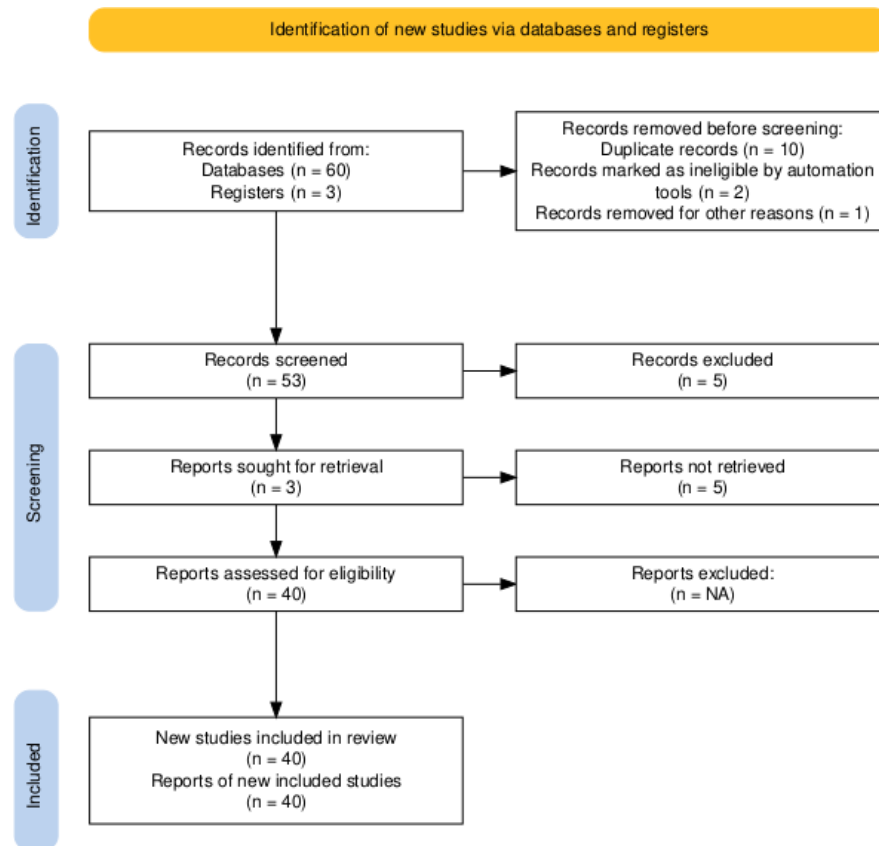 Identification of new studies via databases and registers
Identification
Records identified from:
Databases (n = 60)
Registers (n = 3)
Records removed before screening:
Duplicate records (n = 10)
Records marked as ineligible by automation
tools (n = 2)
Records removed for other reasons (n = 1)
Screening
Records screened
(n = 53)
Records excluded
(n = 5)
Reports sought for retrieval
(n = 3)
Reports not retrieved
(n = 5)
Reports assessed for eligibility
(n = 40)
Reports excluded:
(n = NA)
Included
New studies included in review
(n = 40)
Reports of new included studies
(n = 40)